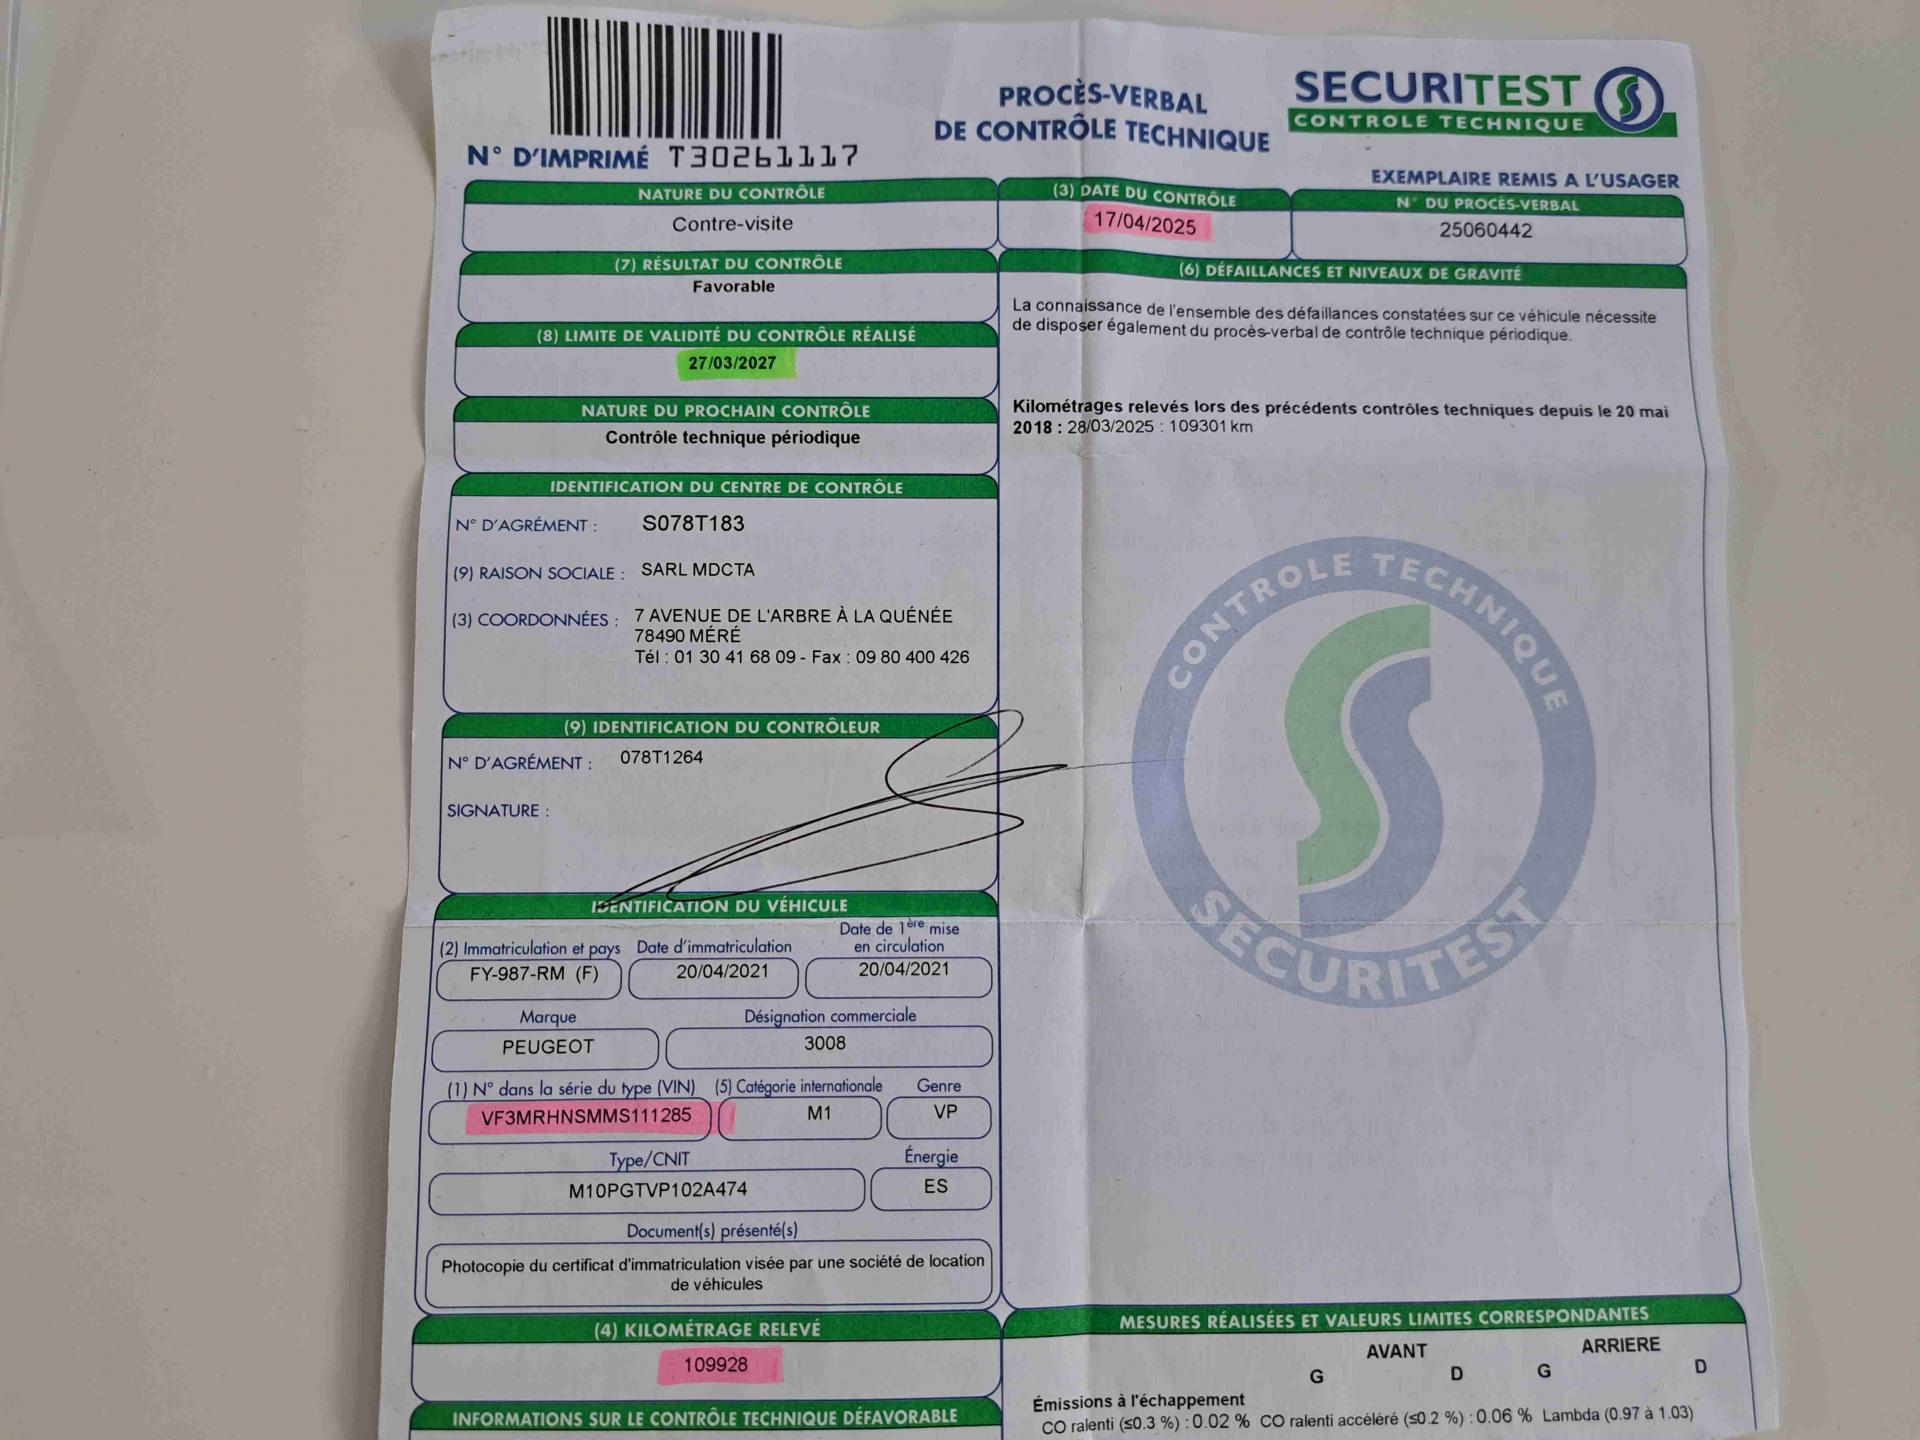 N° D'IMPRIMÉ T30261117
PROCÈS-VERBAL
DE CONTRÔLE TECHNIQUE
SECURITEST
CONTROLE TECHNIQUE
EXEMPLAIRE REMIS A L'USAGER
NATURE DU CONTRÔLE
Contre-visite
(3) DATE DU CONTRÔLE
17/04/2025
N° DU PROCÈS-VERBAL
25060442
(7) RÉSULTAT DU CONTRÔLE
Favorable
(8) LIMITE DE VALIDITÉ DU CONTRÔLE RÉALISÉ
27/03/2027
NATURE DU PROCHAIN CONTRÔLE
Contrôle technique périodique
IDENTIFICATION DU CENTRE DE CONTRÔLE
N° D'AGRÉMENT : S078T183
(9) RAISON SOCIALE : SARL MDCTA
(3) COORDONNÉES : 7 AVENUE DE L'ARBRE À LA QUÉNÉE
78490 MÉRÉ
Tél : 01 30 41 68 09 - Fax : 09 80 400 426
(9) IDENTIFICATION DU CONTRÔLEUR
N° D'AGRÉMENT : 078T1264
SIGNATURE :
IDENTIFICATION DU VÉHICULE
(2) Immatriculation et pays
FY-987-RM (F)
Date d'immatriculation
20/04/2021
Date de 1ère mise
en circulation
20/04/2021
Marque
PEUGEOT
Désignation commerciale
3008
(1) N° dans la série du type (VIN)
VF3MRHNSMMS111285
(5) Catégorie internationale
M1
Genre
VP
Type/CNIT
M10PGTVP102A474
Énergie
ES
Document(s) présenté(s)
Photocopie du certificat d'immatriculation visée par une société de location
de véhicules
(4) KILOMÉTRAGE RELEVÉ
109928
INFORMATIONS SUR LE CONTRÔLE TECHNIQUE DÉFAVORABLE
(6) DÉFAILLANCES ET NIVEAUX DE GRAVITÉ
La connaissance de l'ensemble des défaillances constatées sur ce véhicule nécessite
de disposer également du procès-verbal de contrôle technique périodique.
Kilométrages relevés lors des précédents contrôles techniques depuis le 20 mai
2018 : 28/03/2025 : 109301 km
CONTROLE TECHNIQUE
SECURITEST
MESURES RÉALISÉES ET VALEURS LIMITES CORRESPONDANTES
AVANT ARRIERE
G D G D
Émissions à l'échappement
CO ralenti (≤0.3 %) : 0.02 % CO ralenti accéléré (≤0.2 %) : 0.06 % Lambda (0.97 à 1.03)